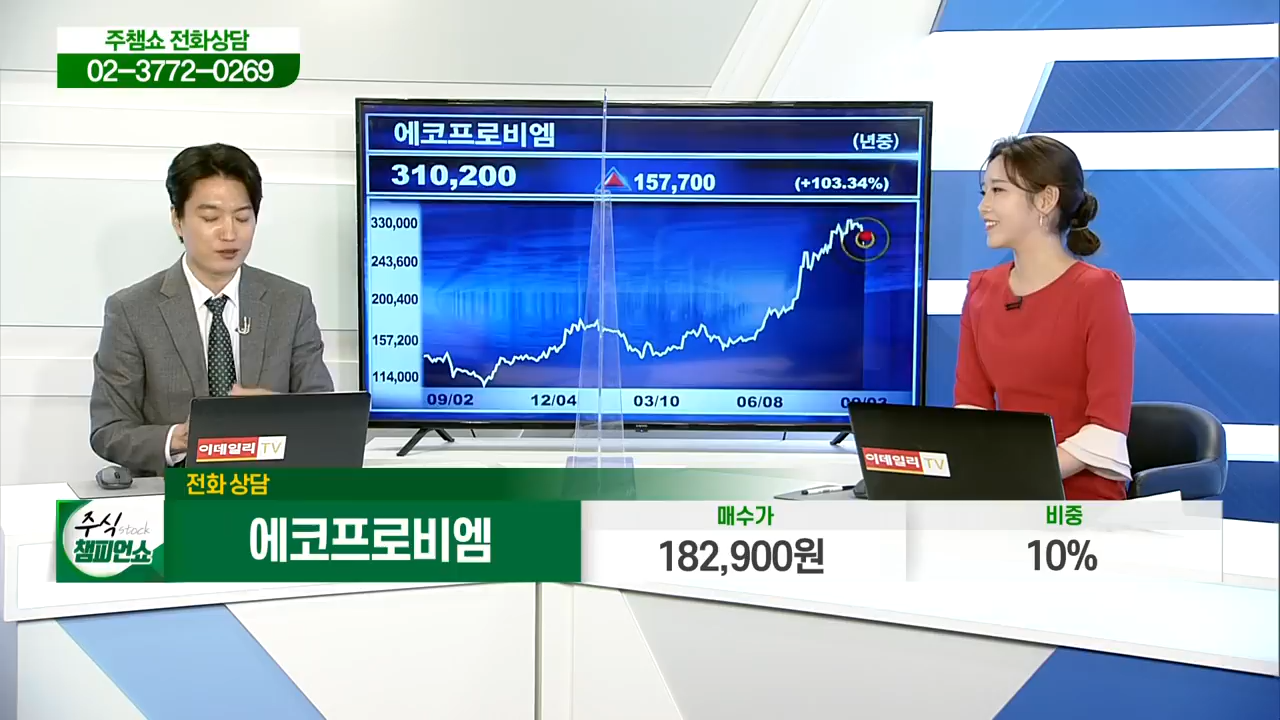 주챔쇼 전화상담
02-3772-0269
에코프로비엠
(년중)
310,200 ▲157,700 (+103.34%)
330,000
243,600
200,400
157,200
114,000
09/02 12/04 03/10 06/08
이데일리 TV
이데일리 TV
전화 상담
주식 stock
챔피언쇼
에코프로비엠
매수가
182,900원
비중
10%